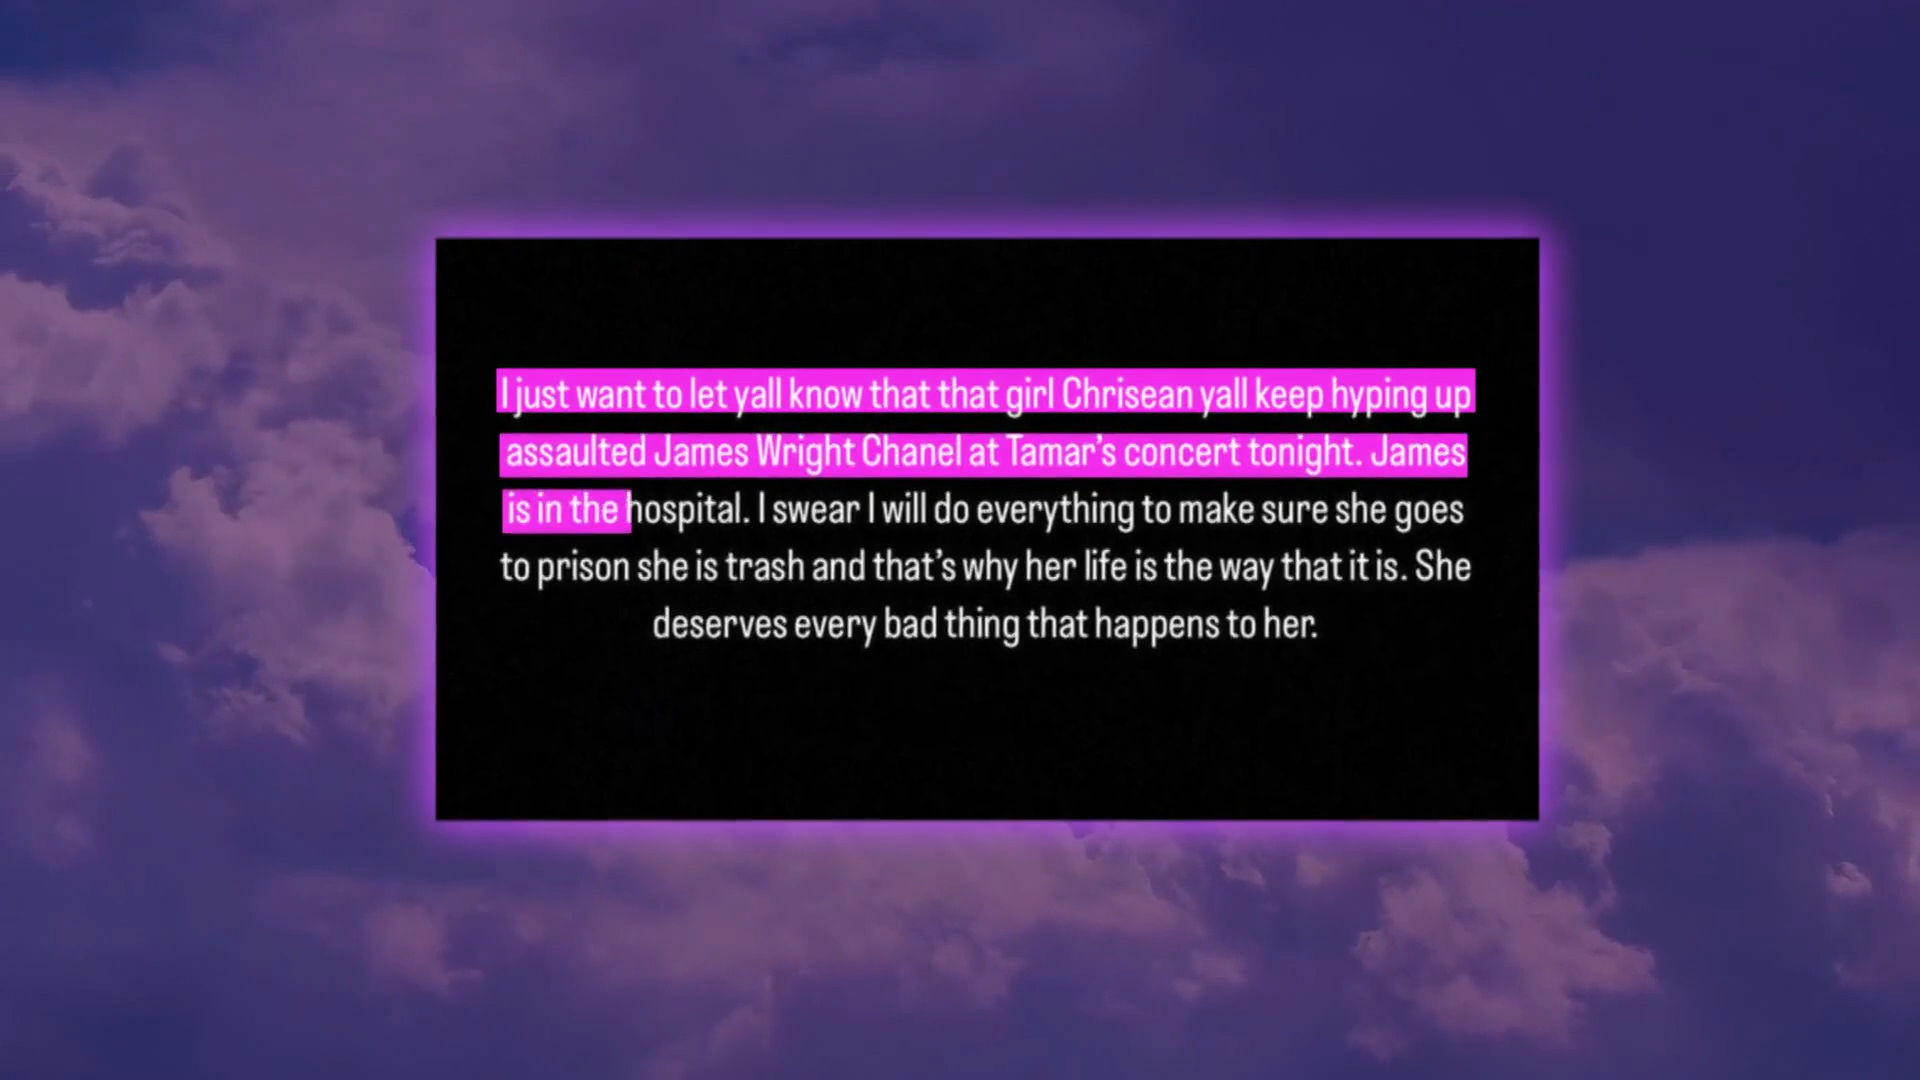 I just want to let yall know that that girl Chrisean yall keep hyping up
assaulted James Wright Chanel at Tamar’s concert tonight. James
is in the hospital. I swear I will do everything to make sure she goes
to prison she is trash and that’s why her life is the way that it is. She
deserves every bad thing that happens to her.